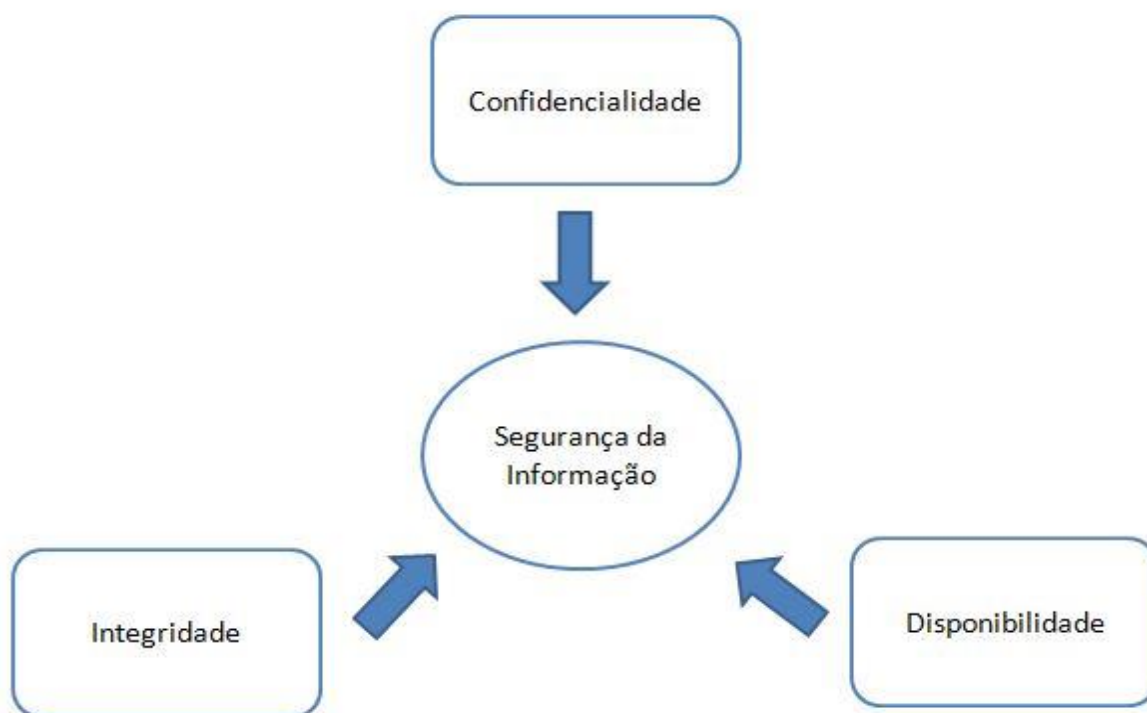 Confidencialidade
Segurança da
Informação
Integridade
Disponibilidade